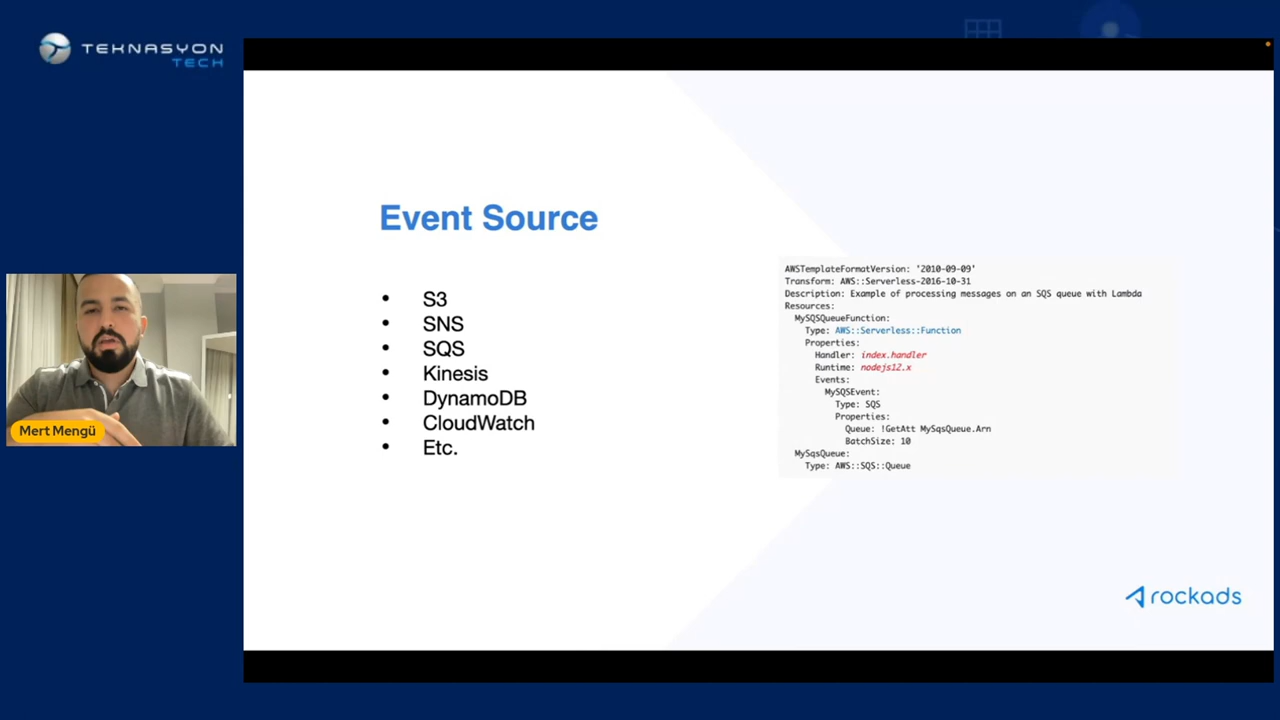 TEKNASYON
TECH
Event Source
• S3
• SNS
• SQS
• Kinesis
• DynamoDB
• CloudWatch
• Etc.
AWSTemplateFormatVersion: '2010-09-09'
Transform: AWS::Serverless-2016-10-31
Description: Example of processing messages on an SQS queue with Lambda
Resources:
  MySQSQueueFunction:
    Type: AWS::Serverless::Function
    Properties:
      Handler: index.handler
      Runtime: nodejs12.x
      Events:
        MySQSEvent:
          Type: SQS
          Properties:
            Queue: !GetAtt MySqsQueue.Arn
            BatchSize: 10
  MySqsQueue:
    Type: AWS::SQS::Queue
Mert Mengü
rockads